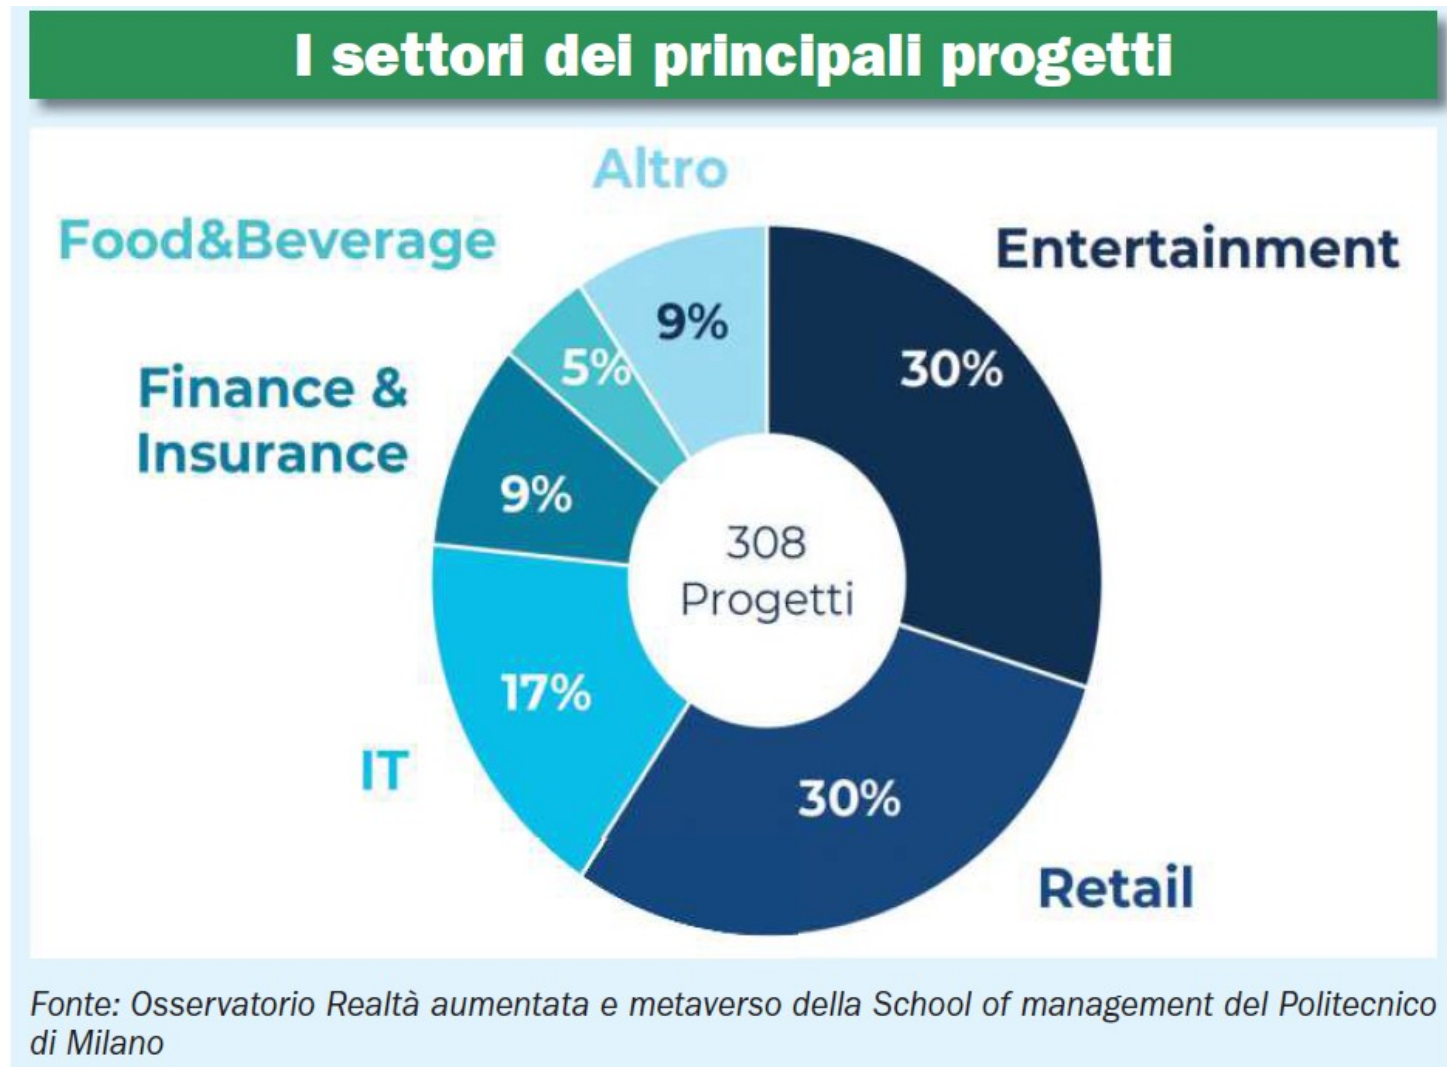 I settori dei principali progetti
Altro
Food&Beverage
Entertainment
9%
5%
30%
Finance &
Insurance
9%
308
Progetti
17%
IT
30%
Retail
Fonte: Osservatorio Realtà aumentata e metaverso della School of management del Politecnico
di Milano